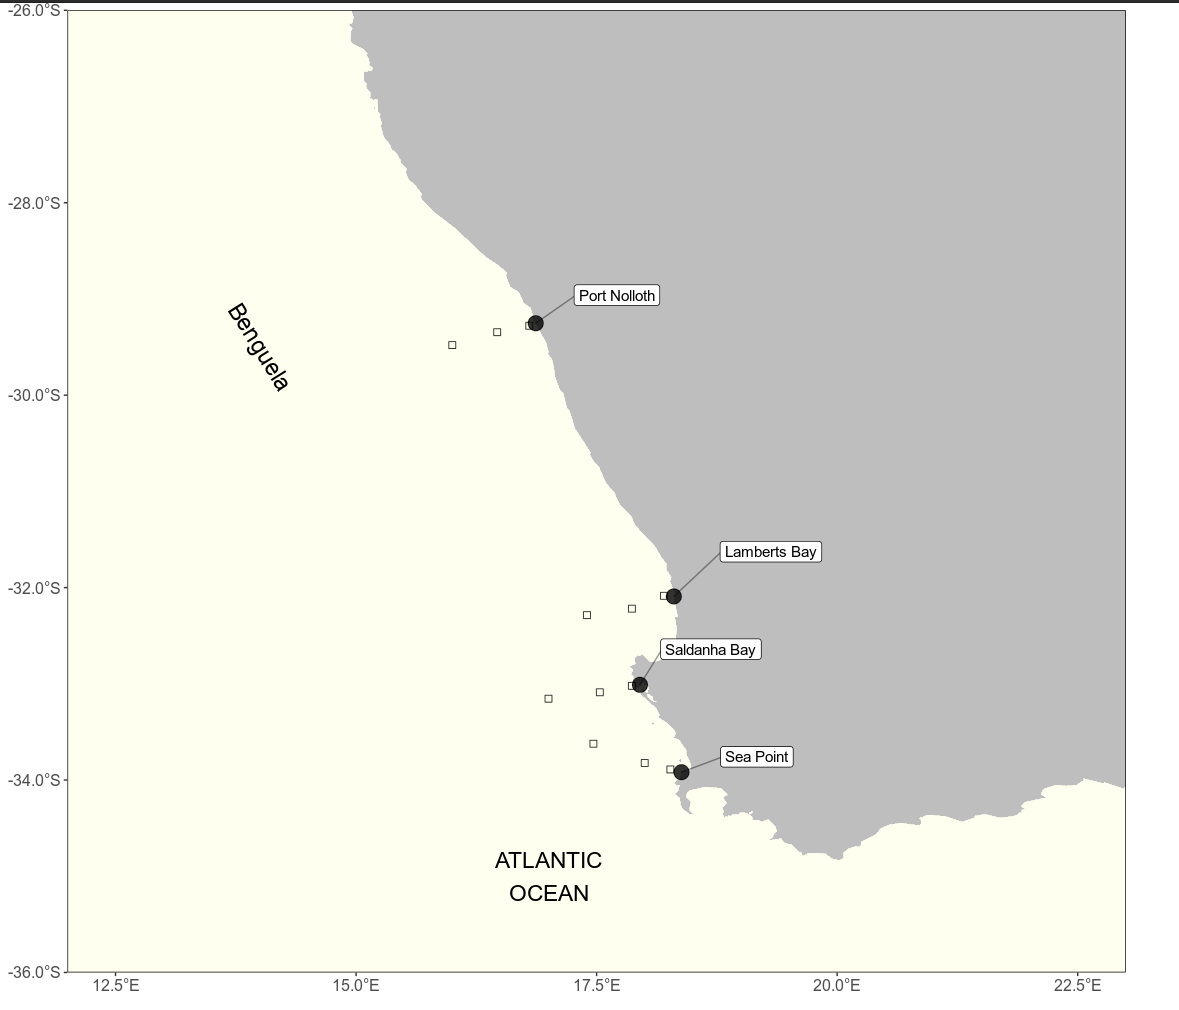 -26.0°S
-28.0°S
Port Nolloth
Benguela
-30.0°S
Lamberts Bay
-32.0°S
Saldanha Bay
Sea Point
-34.0°S
ATLANTIC
OCEAN
-36.0°S
12.5°E
15.0°E
17.5°E
20.0°E
22.5°E